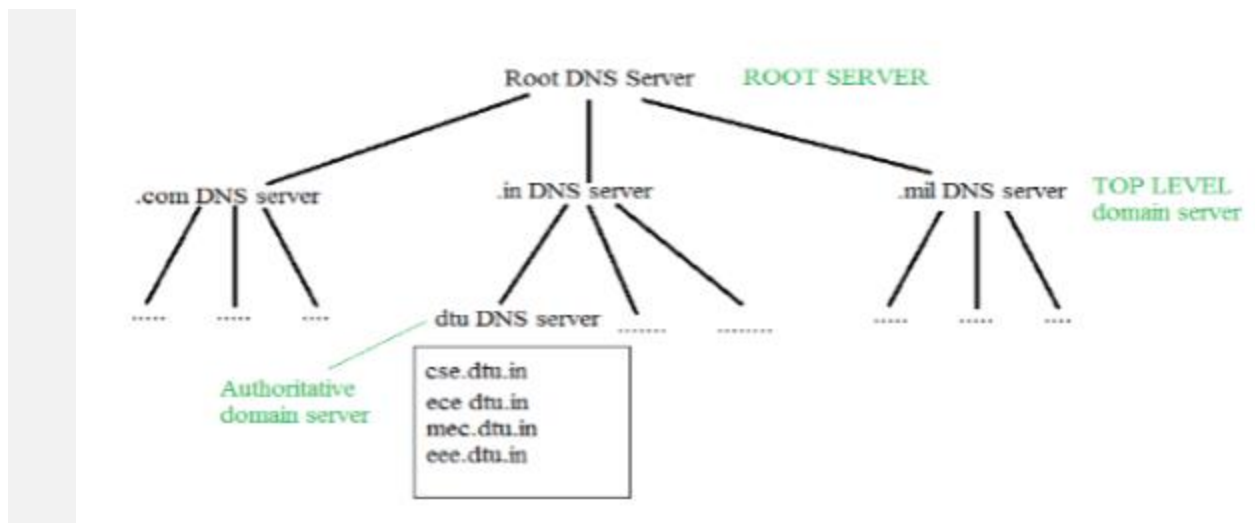 Root DNS Server ROOT SERVER
.com DNS server .in DNS server .mil DNS server TOP LEVEL
domain server
..... ..... .... dtu DNS server ....... ........ ..... ..... ....
Authoritative
domain server
cse.dtu.in
ece dtu.in
mec.dtu.in
eee.dtu.in